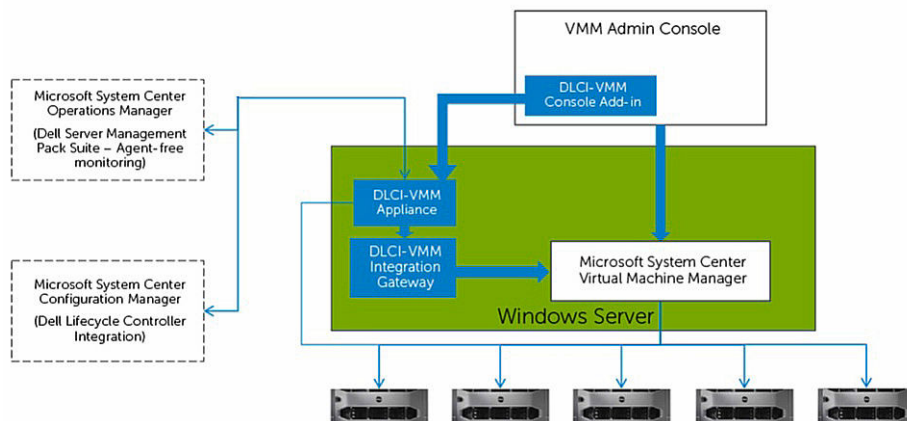 VMM Admin Console
DLCI-VMM
Console Add-in
Microsoft System Center
Operations Manager
(Dell Server Management
Pack Suite – Agent-free
monitoring)
DLCI-VMM
Appliance
DLCI-VMM
Integration
Gateway
Microsoft System Center
Virtual Machine Manager
Microsoft System Center
Configuration Manager
(Dell Lifecycle Controller
Integration)
Windows Server